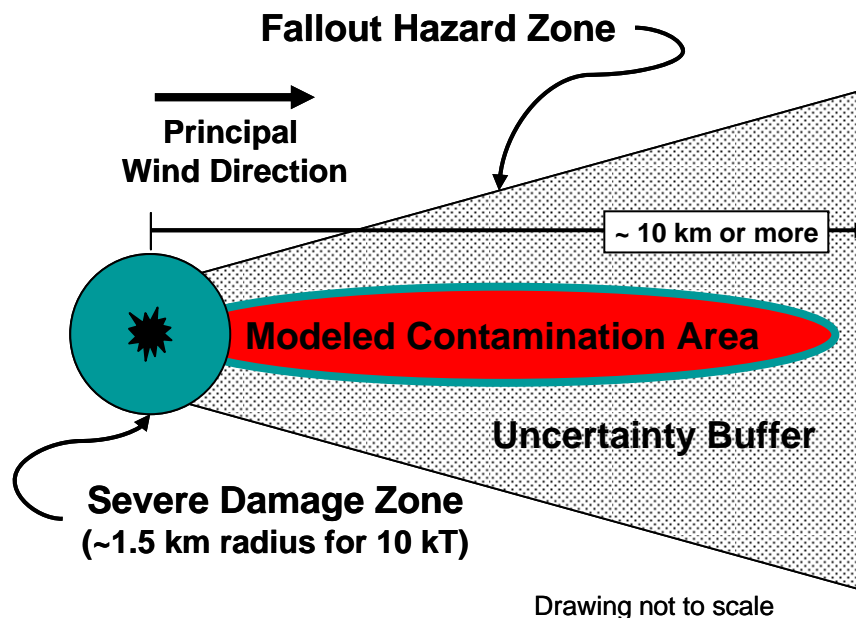 Fallout Hazard Zone
Principal
Wind Direction
~ 10 km or more
Modeled Contamination Area
Uncertainty Buffer
Severe Damage Zone
(~1.5 km radius for 10 kT)
Drawing not to scale